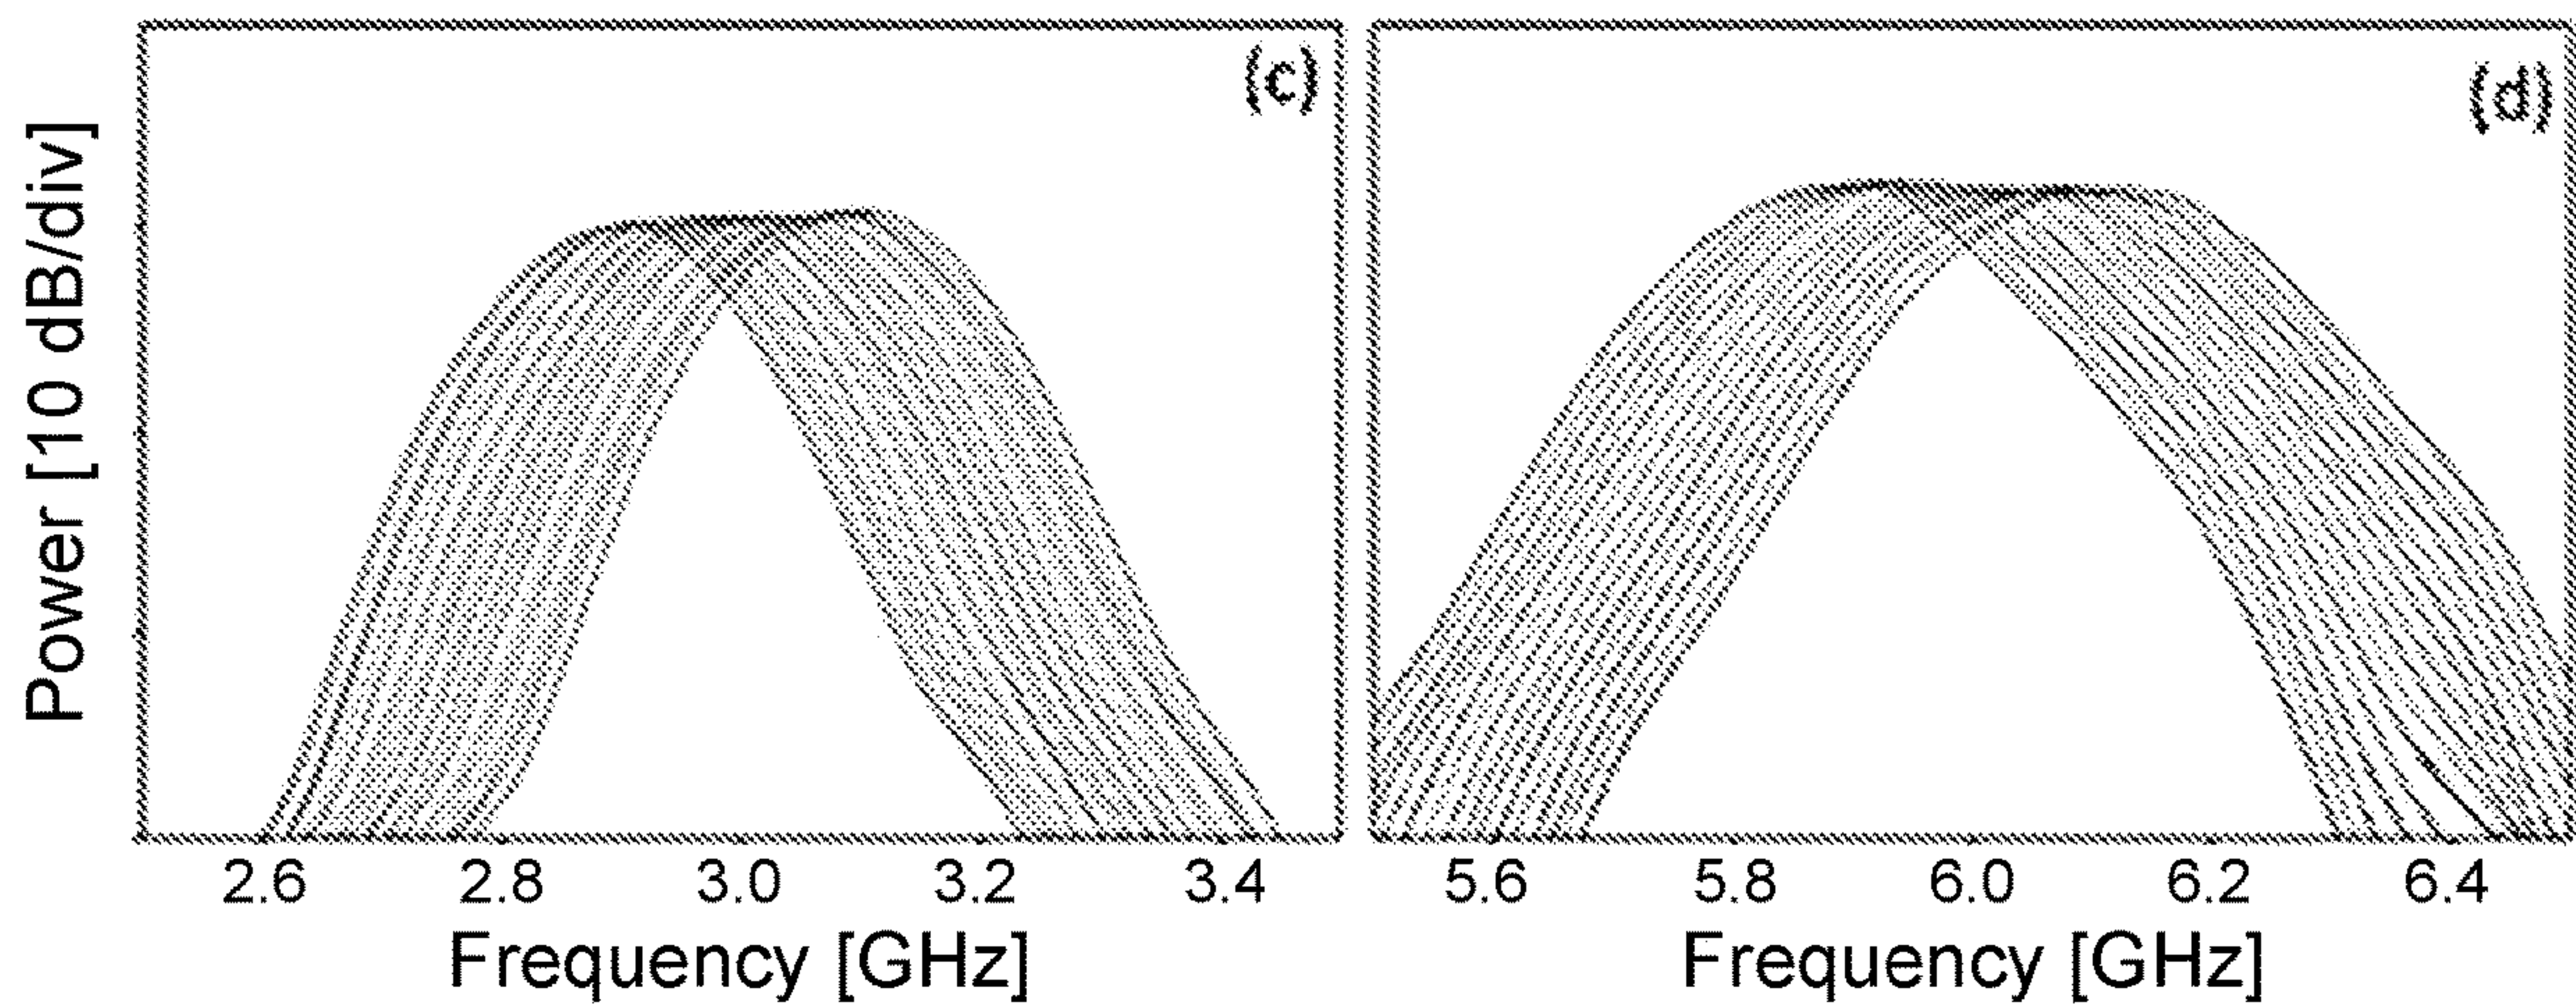 (c)
(d)
Power [10 dB/div]
2.6 2.8 3.0 3.2 3.4
5.6 5.8 6.0 6.2 6.4
Frequency [GHz]
Frequency [GHz]